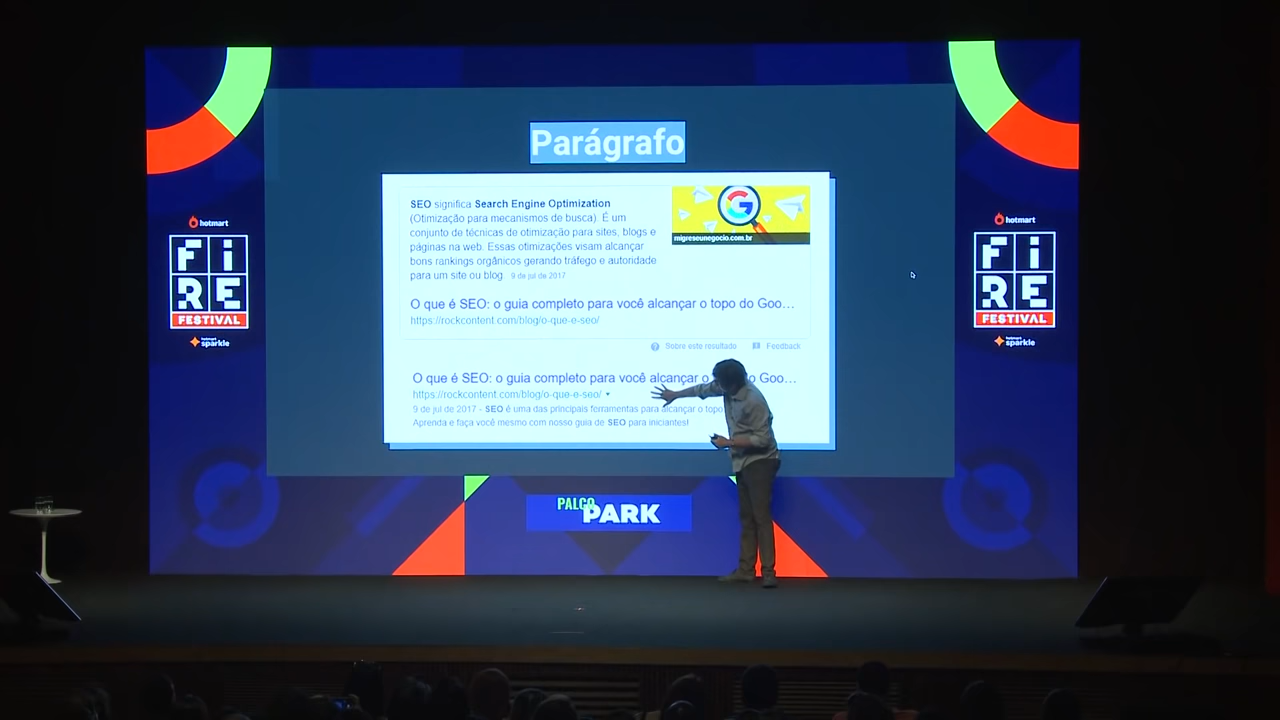 Parágrafo
SEO significa Search Engine Optimization
(Otimização para mecanismos de busca). É um
conjunto de técnicas de otimização para sites, blogs e
páginas na web. Essas otimizações visam alcançar
bons rankings orgânicos gerando tráfego e autoridade
para um site ou blog. 9 de jul de 2017
migreseunegocio.com.br
O que é SEO: o guia completo para você alcançar o topo do Goo...
https://rockcontent.com/blog/o-que-e-seo/
Sobre este resultado
Feedback
O que é SEO: o guia completo para você alcançar o Goo...
https://rockcontent.com/blog/o-que-e-seo/
9 de jul de 2017 - SEO é uma das principais ferramentas para alcançar o topo
Aprenda e faça você mesmo com nosso guia de SEO para iniciantes!
hotmart
FIRE
FESTIVAL
hotmart
sparkle
hotmart
FIRE
FESTIVAL
hotmart
sparkle
PALCO
PARK